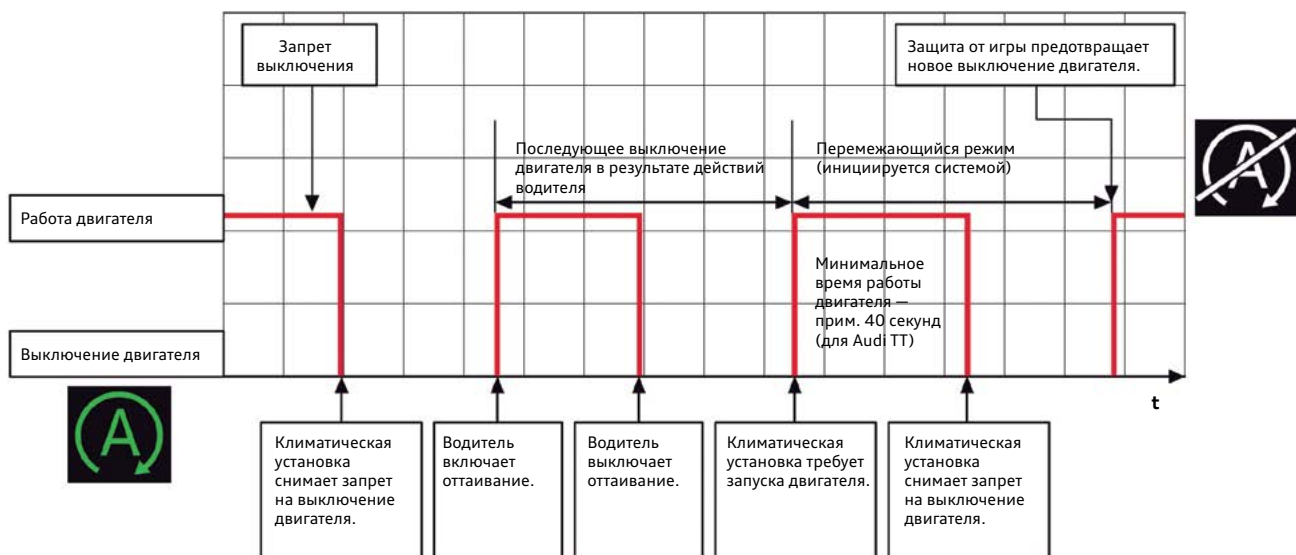 Запрет
выключения
Защита от игры предотвращает
новое выключение двигателя.
Последующее выключение
двигателя в результате действий
водителя
Перемежающийся режим
(инициируется системой)
A
Работа двигателя
Минимальное
время работы
двигателя —
прим. 40 секунд
(для Audi TT)
Выключение двигателя
t
A
Климатическая
установка
снимает запрет
на выключение
двигателя.
Водитель
включает
оттаивание.
Водитель
выключает
оттаивание.
Климатическая
установка требует
запуска двигателя.
Климатическая
установка
снимает запрет
на выключение
двигателя.